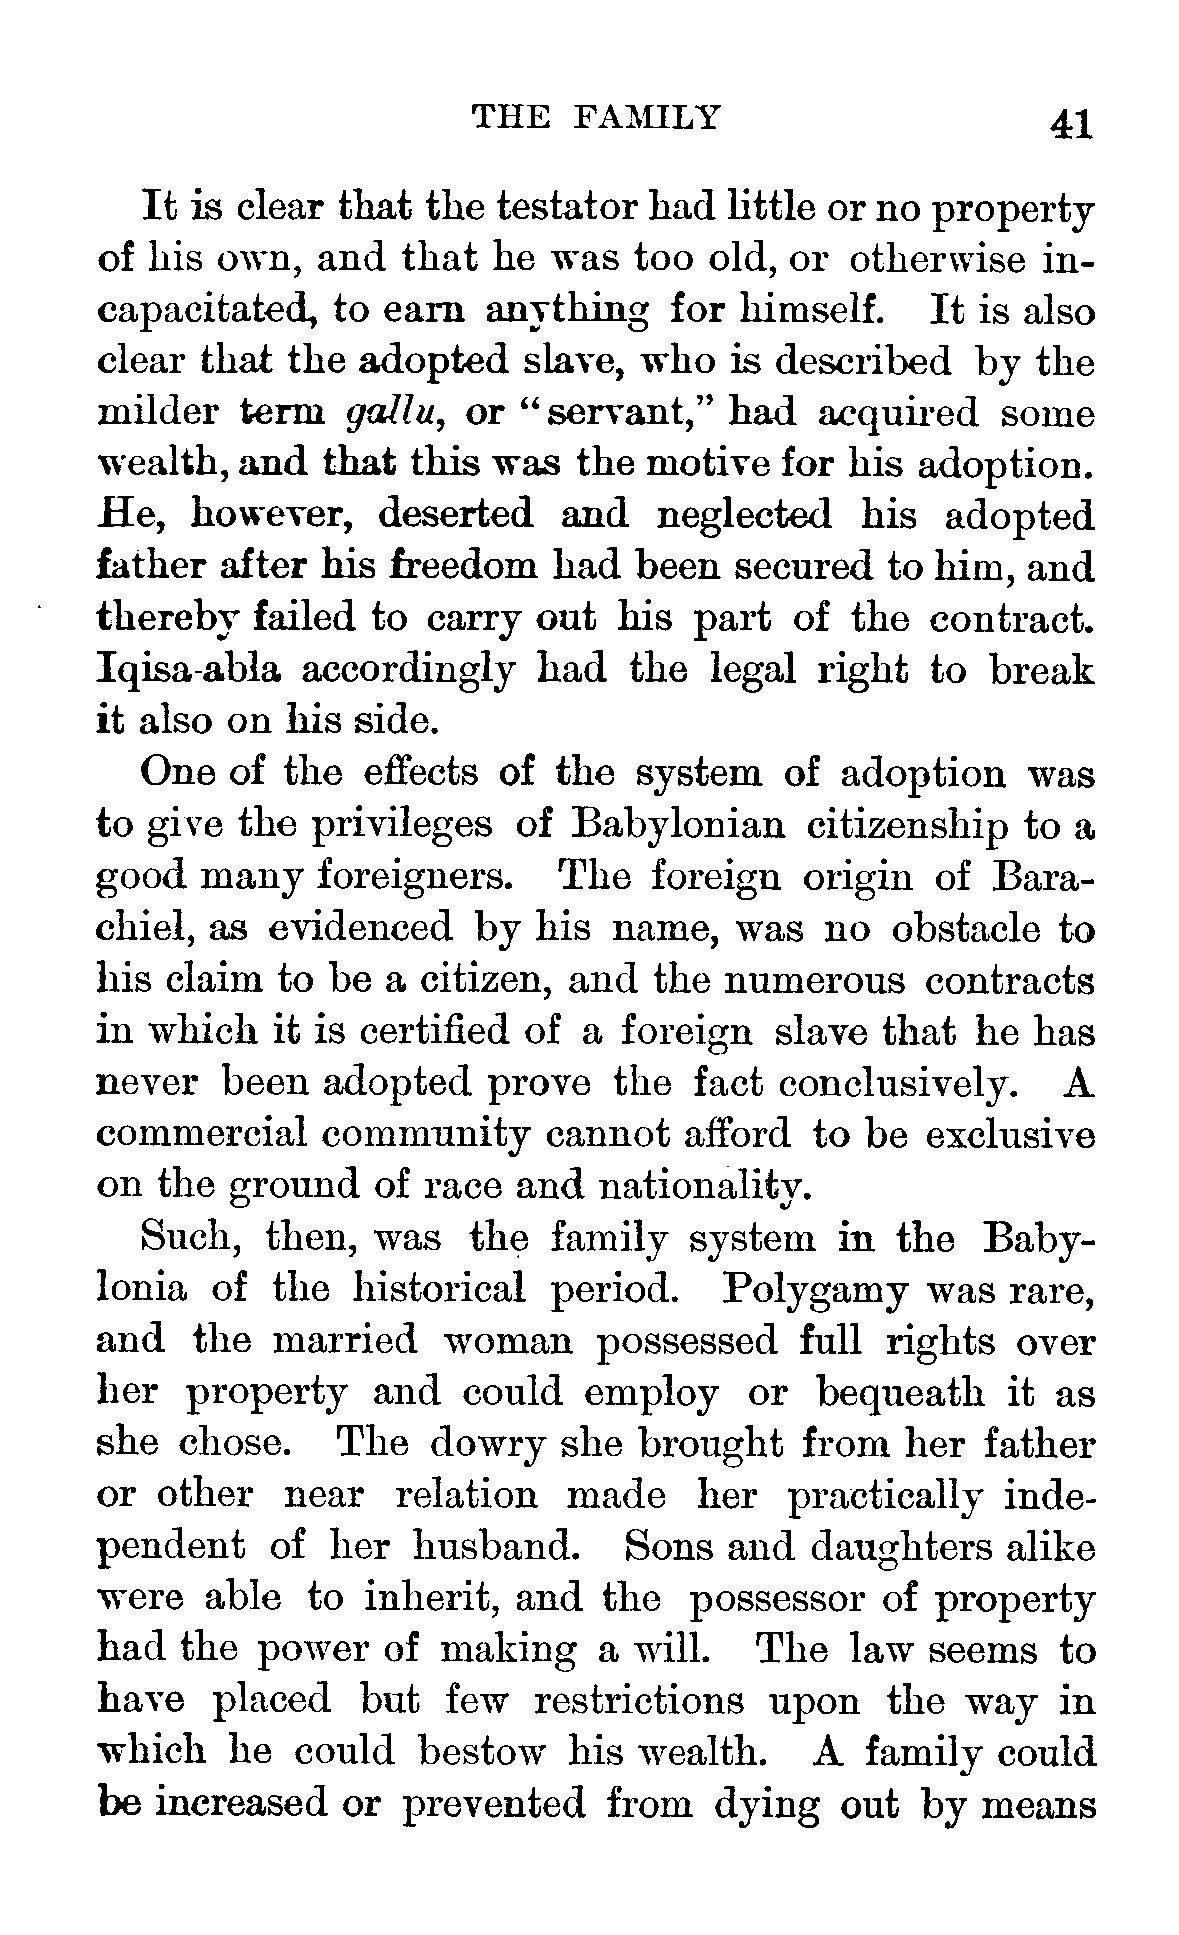 THE FAMILY 41
It is clear that the testator had little or no property
of his own, and that he was too old, or otherwise in-
capacitated, to earn anything for himself. It is also
clear that the adopted slave, who is described by the
milder term gallu, or “servant,” had acquired some
wealth, and that this was the motive for his adoption.
He, however, deserted and neglected his adopted
father after his freedom had been secured to him, and
thereby failed to carry out his part of the contract.
Iqisa-abla accordingly had the legal right to break
it also on his side.
One of the effects of the system of adoption was
to give the privileges of Babylonian citizenship to a
good many foreigners. The foreign origin of Bara-
chiel, as evidenced by his name, was no obstacle to
his claim to be a citizen, and the numerous contracts
in which it is certified of a foreign slave that he has
never been adopted prove the fact conclusively. A
commercial community cannot afford to be exclusive
on the ground of race and nationality.
Such, then, was the family system in the Baby-
lonia of the historical period. Polygamy was rare,
and the married woman possessed full rights over
her property and could employ or bequeath it as
she chose. The dowry she brought from her father
or other near relation made her practically inde-
pendent of her husband. Sons and daughters alike
were able to inherit, and the possessor of property
had the power of making a will. The law seems to
have placed but few restrictions upon the way in
which he could bestow his wealth. A family could
be increased or prevented from dying out by means